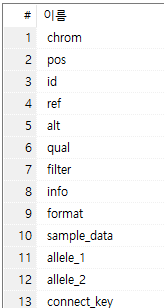 # 이름
1 chrom
2 pos
3 id
4 ref
5 alt
6 qual
7 filter
8 info
9 format
10 sample_data
11 allele_1
12 allele_2
13 connect_key